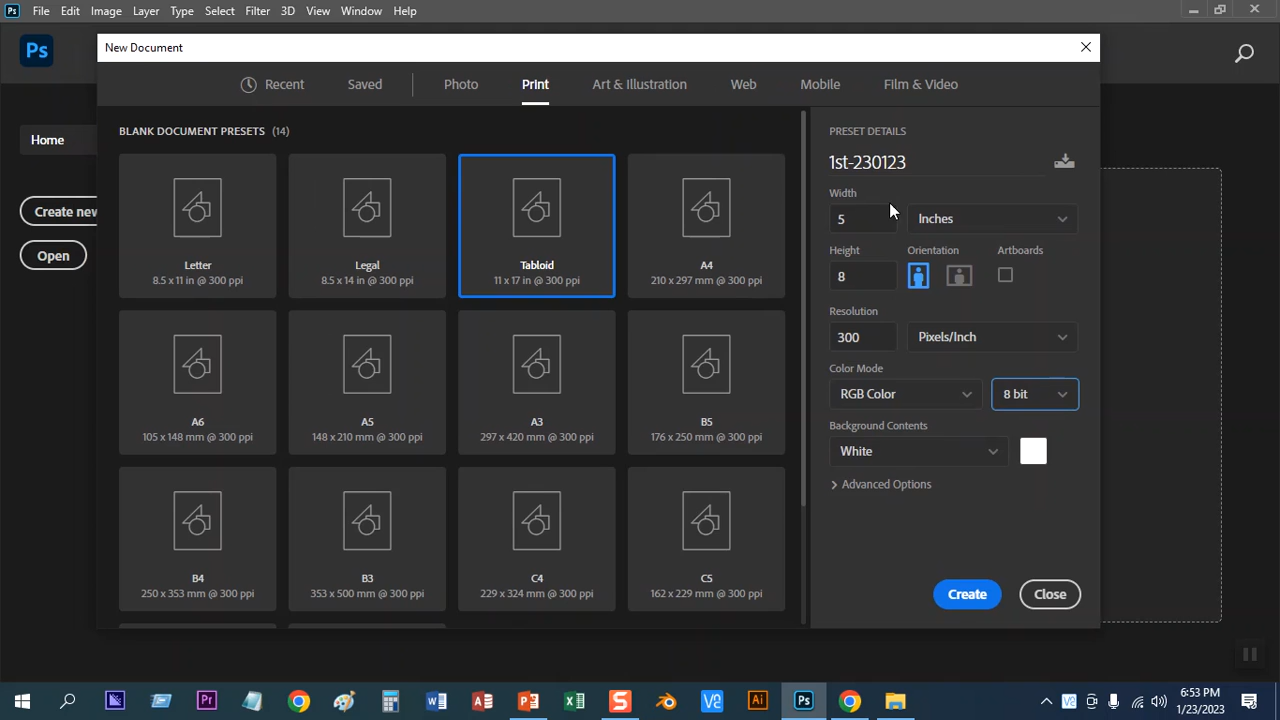 Ps File Edit Image Layer Type Select Filter 3D View Window Help
Ps
New Document
Recent Saved Photo Print Art & Illustration Web Mobile Film & Video
Home
Create new
Open
BLANK DOCUMENT PRESETS (14)
Letter
8.5 x 11 in @ 300 ppi
Legal
8.5 x 14 in @ 300 ppi
Tabloid
11 x 17 in @ 300 ppi
A4
210 x 297 mm @ 300 ppi
A6
105 x 148 mm @ 300 ppi
A5
148 x 210 mm @ 300 ppi
A3
297 x 420 mm @ 300 ppi
B5
176 x 250 mm @ 300 ppi
B4
250 x 353 mm @ 300 ppi
B3
353 x 500 mm @ 300 ppi
C4
229 x 324 mm @ 300 ppi
C5
162 x 229 mm @ 300 ppi
PRESET DETAILS
1st-230123
Width
5 Inches
Height Orientation Artboards
8
Resolution
300 Pixels/Inch
Color Mode
RGB Color 8 bit
Background Contents
White
Advanced Options
Create Close
Pr Ai Ps
6:53 PM
1/23/2023